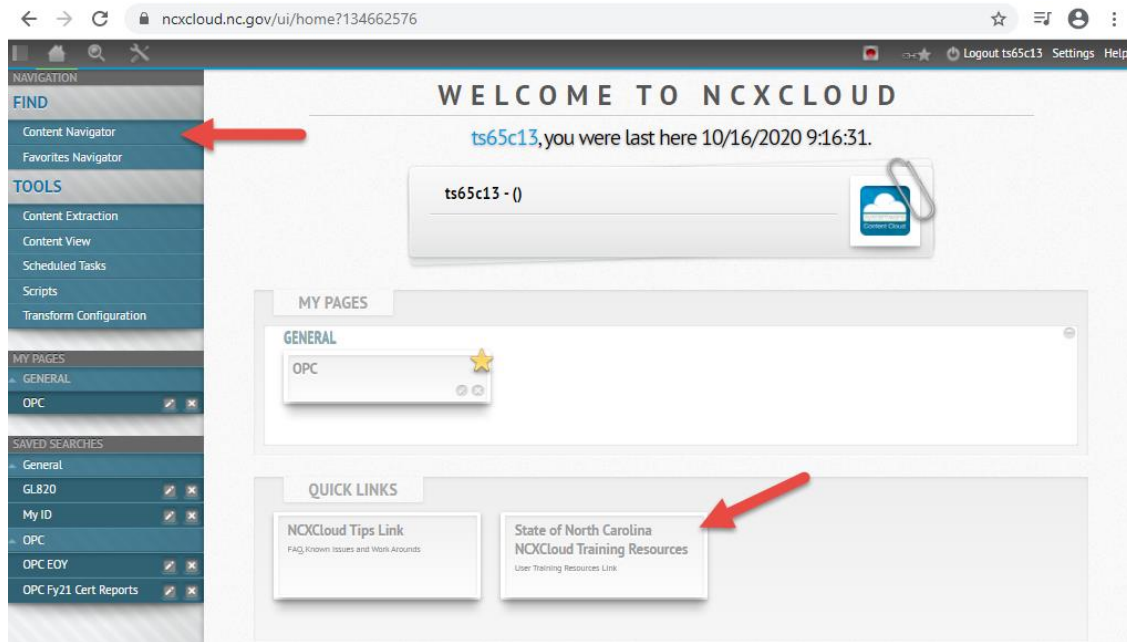 ncxcloud.nc.gov/ui/home?134662576
Logout ts65c13 Settings Help
NAVIGATION
FIND
Content Navigator
Favorites Navigator
TOOLS
Content Extraction
Content View
Scheduled Tasks
Scripts
Transform Configuration
MY PAGES
GENERAL
OPC
SAVED SEARCHES
General
GL820
My ID
OPC
OPC EOY
OPC Fy21 Cert Reports
WELCOME TO NCXCLOUD
ts65c13, you were last here 10/16/2020 9:16:31.
ts65c13 - ()
Content Cloud
MY PAGES
GENERAL
OPC
QUICK LINKS
NCXCloud Tips Link
FAQ, Known Issues and Work Arounds
State of North Carolina
NCXCloud Training Resources
User Training Resources Link